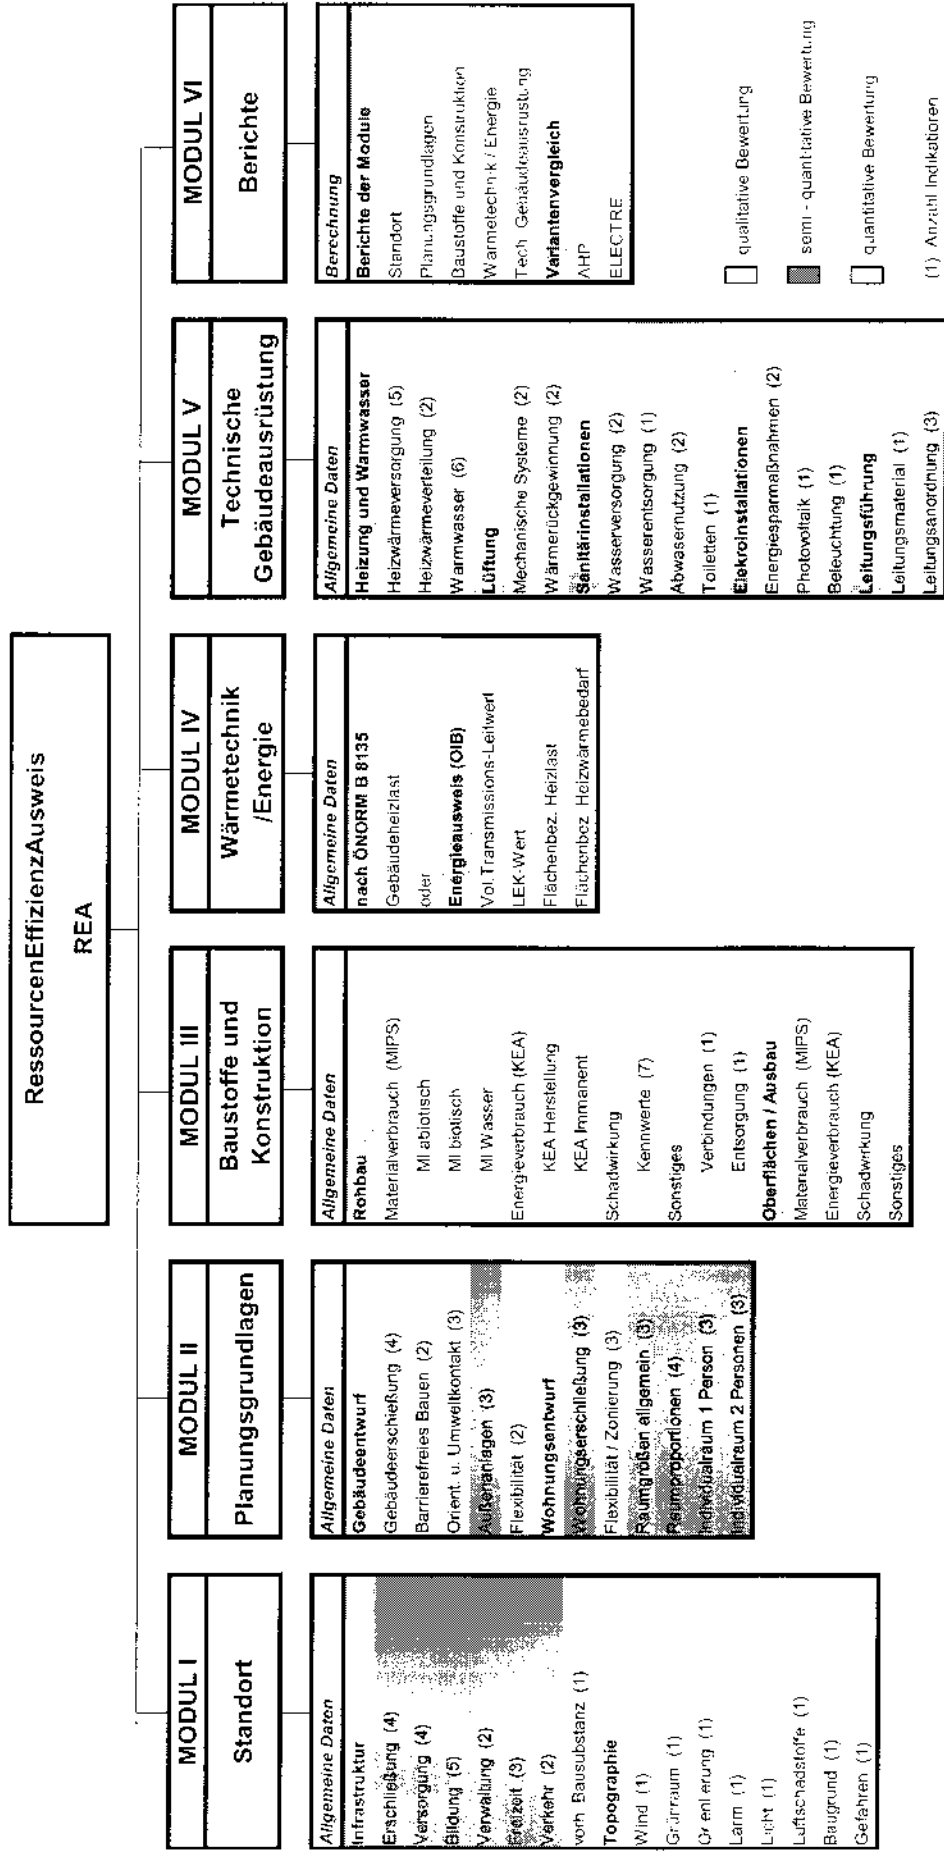 RessourcenEffizienzAusweis
REA
MODUL I
Standort
Allgemeine Daten
Infrastruktur
Erschließung (4)
Versorgung (4)
Bildung (5)
Verwaltung (2)
Freizeit (3)
Verkehr (2)
vorh Bausubstanz (1)
Topographie
Wind (1)
Grünraum (1)
Orientierung (1)
Lärm (1)
Licht (1)
Luftschadstoffe (1)
Baugrund (1)
Gefahren (1)
MODUL II
Planungsgrundlagen
Allgemeine Daten
Gebäudeentwurf
Gebäudeerschießung (4)
Barrierefreies Bauen (2)
Orient. u. Umweltkontakt (3)
Außenanlagen (3)
Flexibilität (2)
Wohnungsentwurf
Wohnungserschließung (3)
Flexibilität / Zonierung (3)
Raumgrößen allgemein (3)
Raumproportionen (4)
Individualraum 1 Person (3)
Individualraum 2 Personen (3)
MODUL III
Baustoffe und
Konstruktion
Allgemeine Daten
Rohbau
Materialverbrauch (MIPS)
MI abiotisch
MI biotisch
MI Wasser
Energieverbrauch (KEA)
KEA Herstellung
KEA Immanent
Schadwirkung
Kennwerte (7)
Sonstiges
Verbindungen (1)
Entsorgung (1)
Oberflächen / Ausbau
Materialverbrauch (MIPS)
Energieverbrauch (KEA)
Schadwirkung
Sonstiges
MODUL IV
Wärmetechnik
/Energie
Allgemeine Daten
nach ÖNORM B 8135
Gebäudeheizlast
oder
Energieausweis (OIB)
Vol.Transmissions-Leitwert
LEK-Wert
Flächenbez. Heizlast
Flächenbez. Heizwärmebedarf
MODUL V
Technische
Gebäudeausrüstung
Allgemeine Daten
Heizung und Warmwasser
Heizwärmeversorgung (5)
Heizwärmeverteilung (2)
Warmwasser (6)
Lüftung
Mechanische Systeme (2)
Wärmerückgewinnung (2)
Sanitärinstallationen
Wasserversorgung (2)
Wasserentsorgung (1)
Abwasernutzung (2)
Toiletten (1)
Elekroinstallationen
Energiesparmaßnahmen (2)
Photovoltaik (1)
Beleuchtung (1)
Leitungsführung
Leitungsmaterial (1)
Leitungsanordnung (3)
MODUL VI
Berichte
Berechnung
Berichte der Module
Standort
Planungsgrundlagen
Baustoffe und Konstruktion
Wärmetechnik / Energie
Tech. Gebäudeausrüstung
Variantenvergleich
AHP
ELECTRE
qualitative Bewertung
semi - quantitative Bewertung
quantitative Bewertung
(1) Anzahl Indikatoren